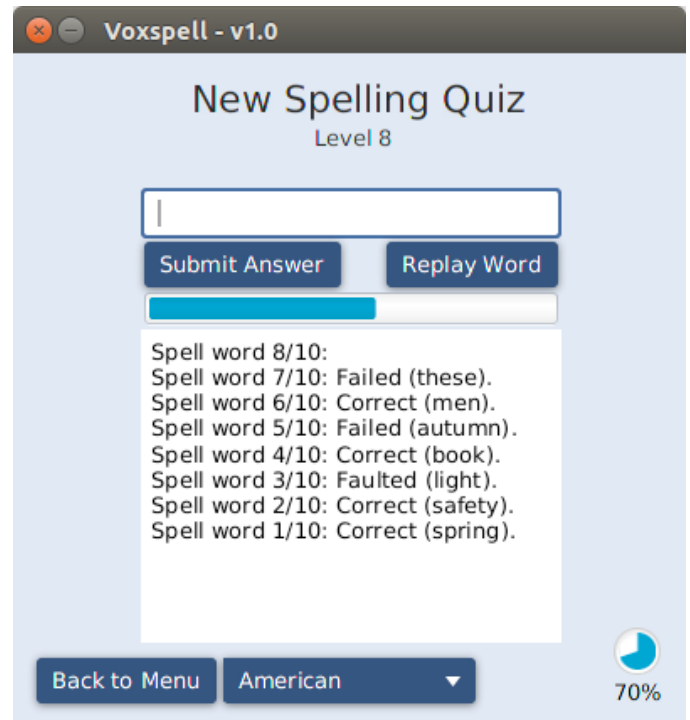 Voxspell - v1.0
New Spelling Quiz
Level 8
Submit Answer
Replay Word
Spell word 8/10:
Spell word 7/10: Failed (these).
Spell word 6/10: Correct (men).
Spell word 5/10: Failed (autumn).
Spell word 4/10: Correct (book).
Spell word 3/10: Faulted (light).
Spell word 2/10: Correct (safety).
Spell word 1/10: Correct (spring).
Back to Menu
American
70%